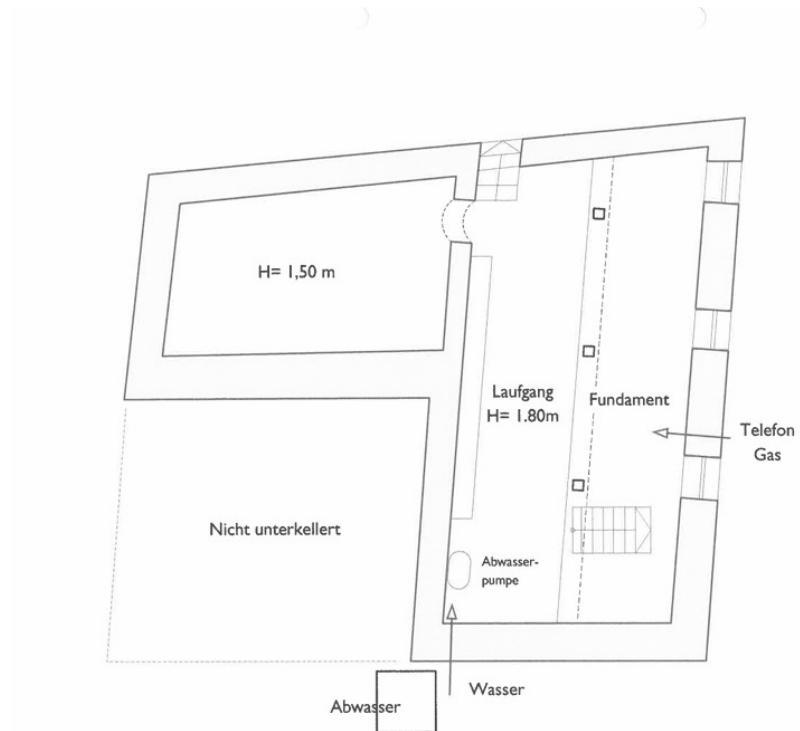 H= 1,50 m
Laufgang
H= 1.80m
Fundament
Telefon
Gas
Nicht unterkellert
Abwasser-
pumpe
Wasser
Abwasser